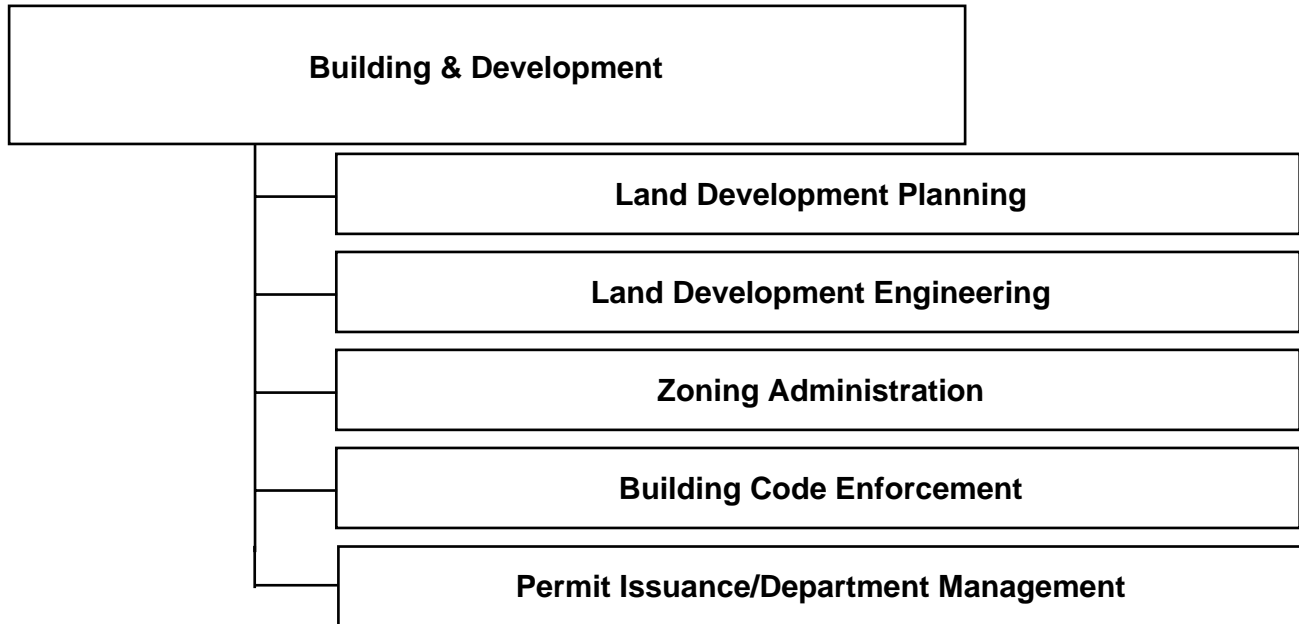 Building & Development
Land Development Planning
Land Development Engineering
Zoning Administration
Building Code Enforcement
Permit Issuance/Department Management